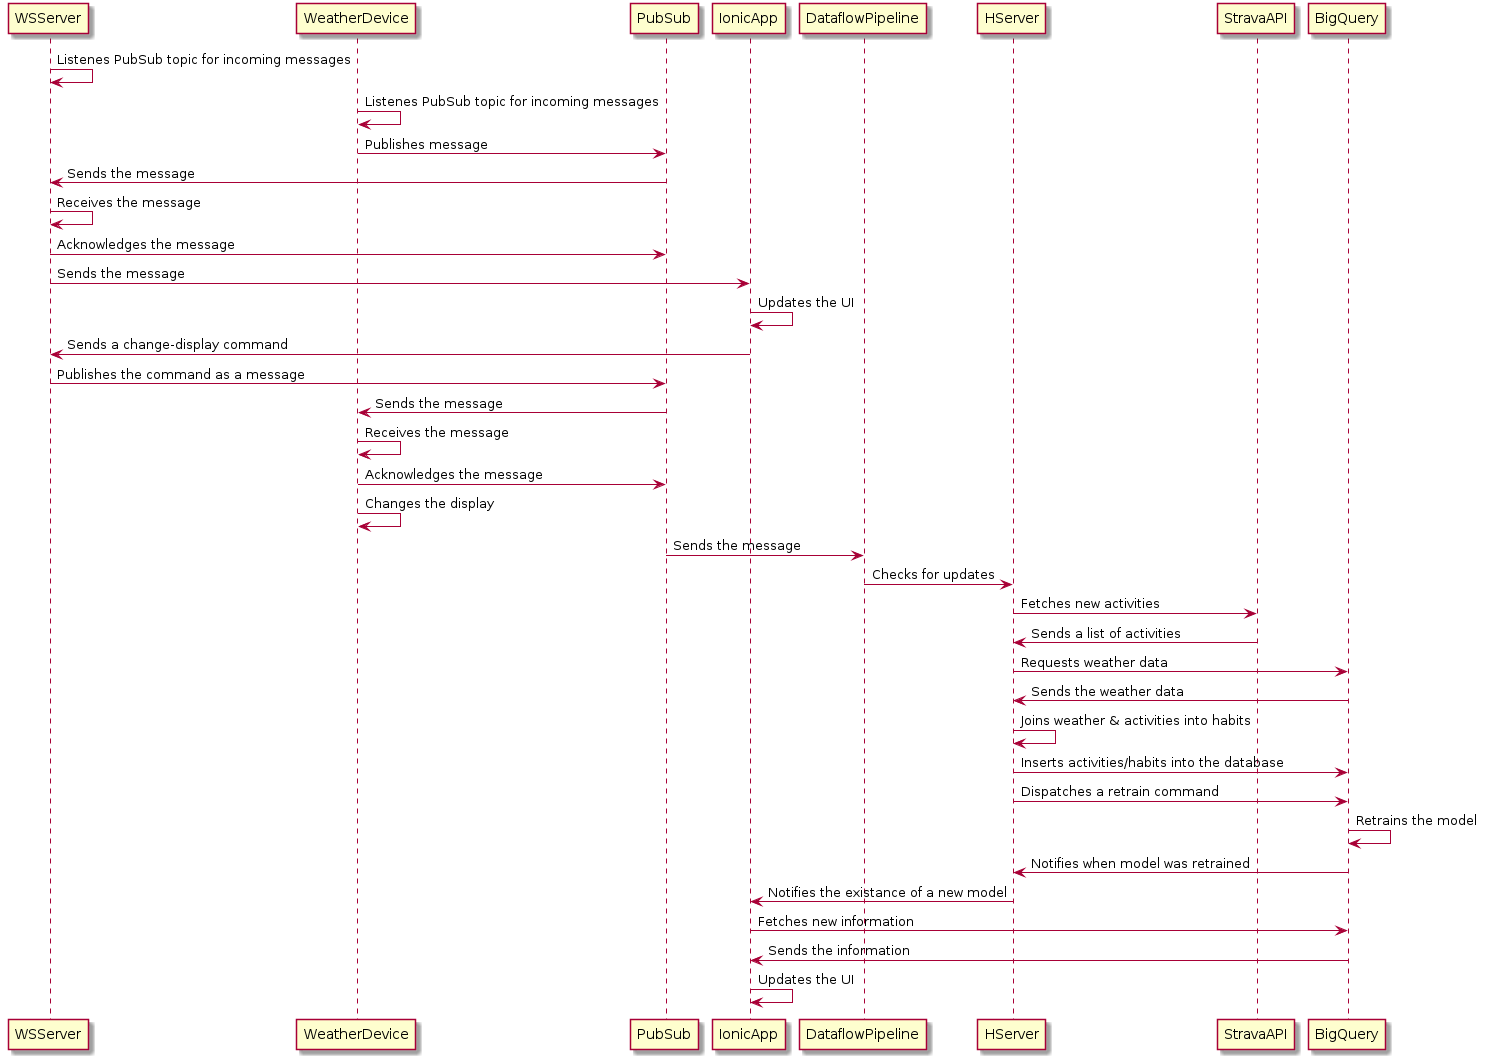 WSServer WeatherDevice PubSub IonicApp DataflowPipeline HServer StravaAPI BigQuery
Listenes PubSub topic for incoming messages
Listenes PubSub topic for incoming messages
Publishes message
Sends the message
Receives the message
Acknowledges the message
Sends the message
Updates the UI
Sends a change-display command
Publishes the command as a message
Sends the message
Receives the message
Acknowledges the message
Changes the display
Sends the message
Checks for updates
Fetches new activities
Sends a list of activities
Requests weather data
Sends the weather data
Joins weather & activities into habits
Inserts activities/habits into the database
Dispatches a retrain command
Retrains the model
Notifies when model was retrained
Notifies the existance of a new model
Fetches new information
Sends the information
Updates the UI
WSServer WeatherDevice PubSub IonicApp DataflowPipeline HServer StravaAPI BigQuery